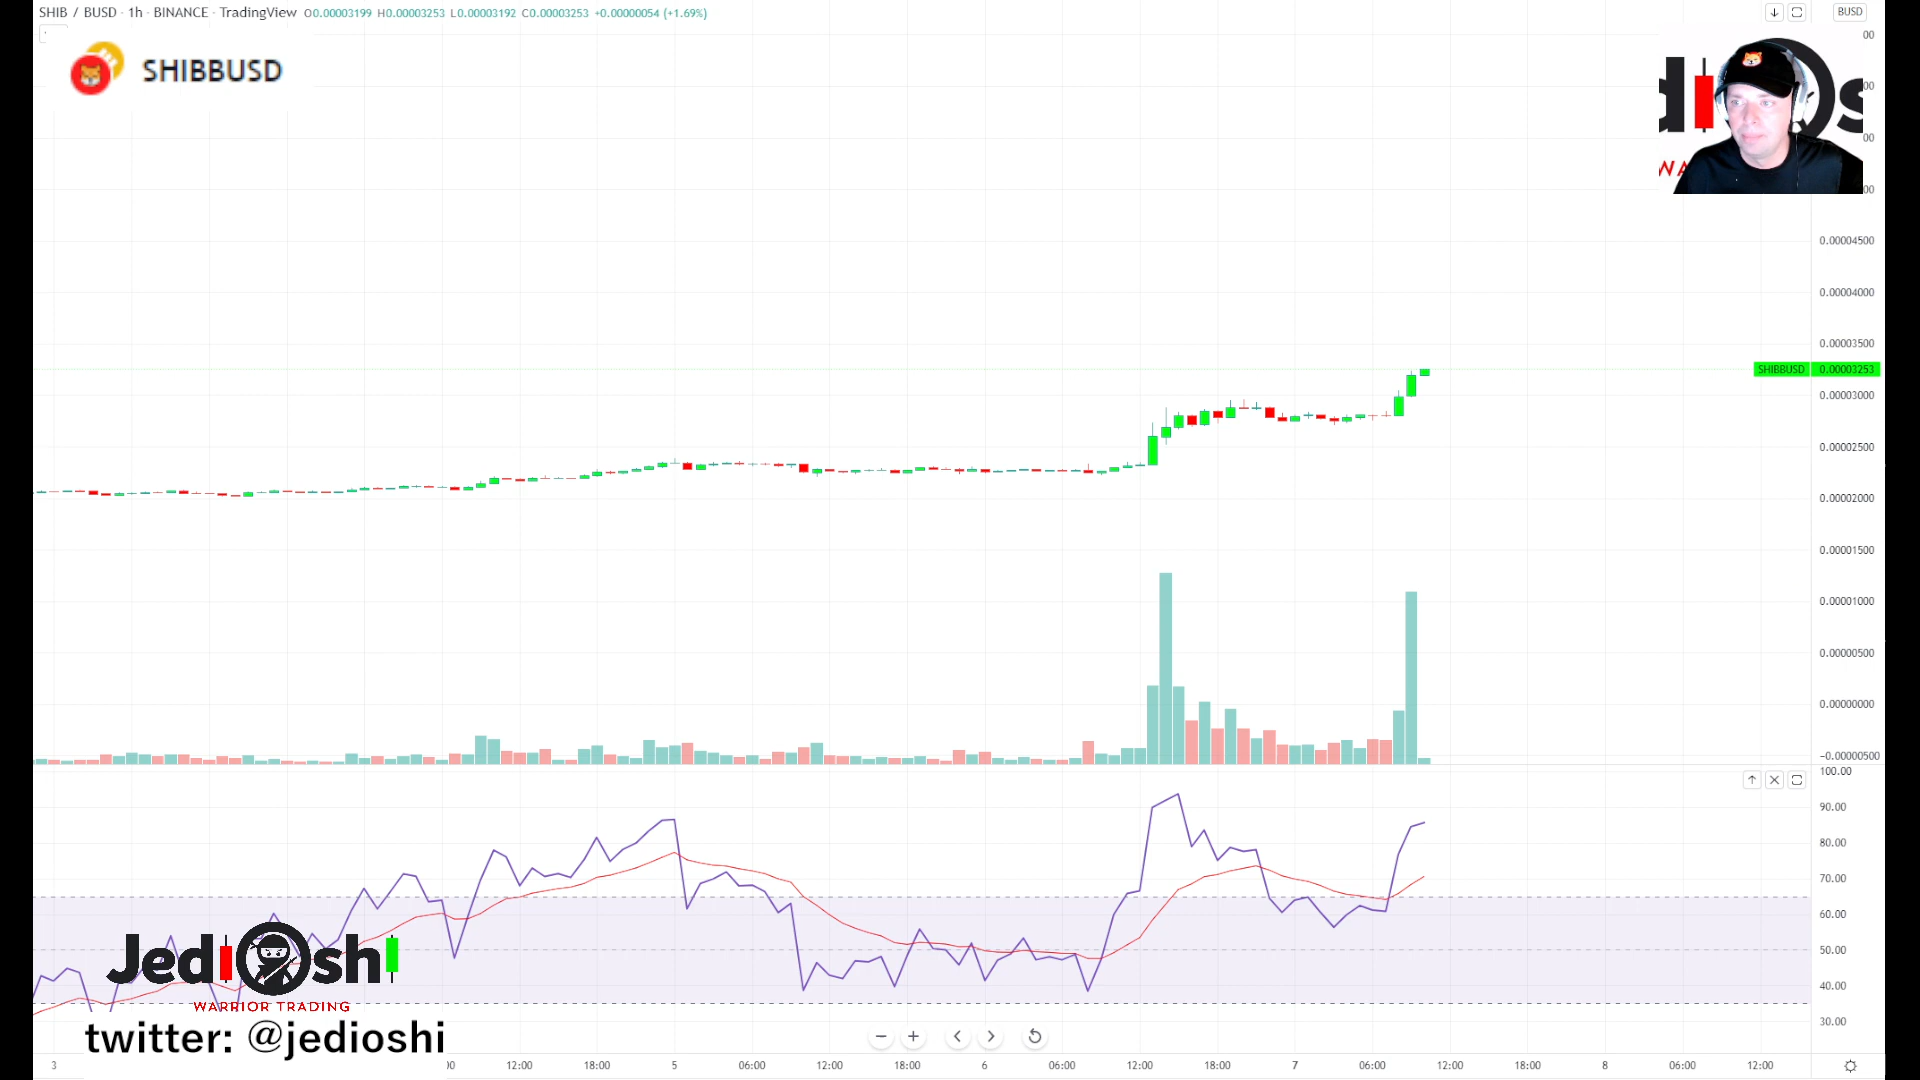 SHIB / BUSD · 1h · BINANCE · TradingView O0.00003199 H0.00003253 L0.00003192 C0.00003253 +0.00000054 (+1.69%)
BUSD
SHIBBUSD
00
00
00
00
0.00004500
0.00004000
0.00003500
SHIBBUSD 0.00003253
0.00003000
0.00002500
0.00002000
0.00001500
0.00001000
0.00000500
0.00000000
−0.00000500
100.00
90.00
80.00
70.00
60.00
50.00
40.00
30.00
JediOshi
WARRIOR TRADING
twitter: @jedioshi
3 00 12:00 18:00 5 06:00 12:00 18:00 6 06:00 12:00 18:00 7 06:00 12:00 18:00 8 06:00 12:00